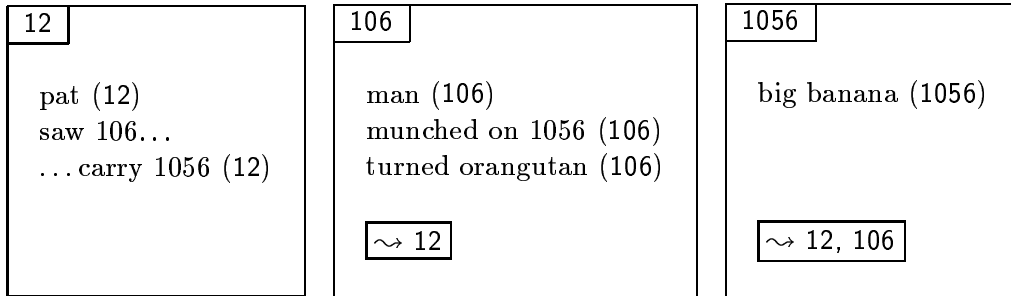 12
pat (12)
saw 106...
...carry 1056 (12)
106
man (106)
munched on 1056 (106)
turned orangutan (106)
⇝ 12
1056
big banana (1056)
⇝ 12, 106